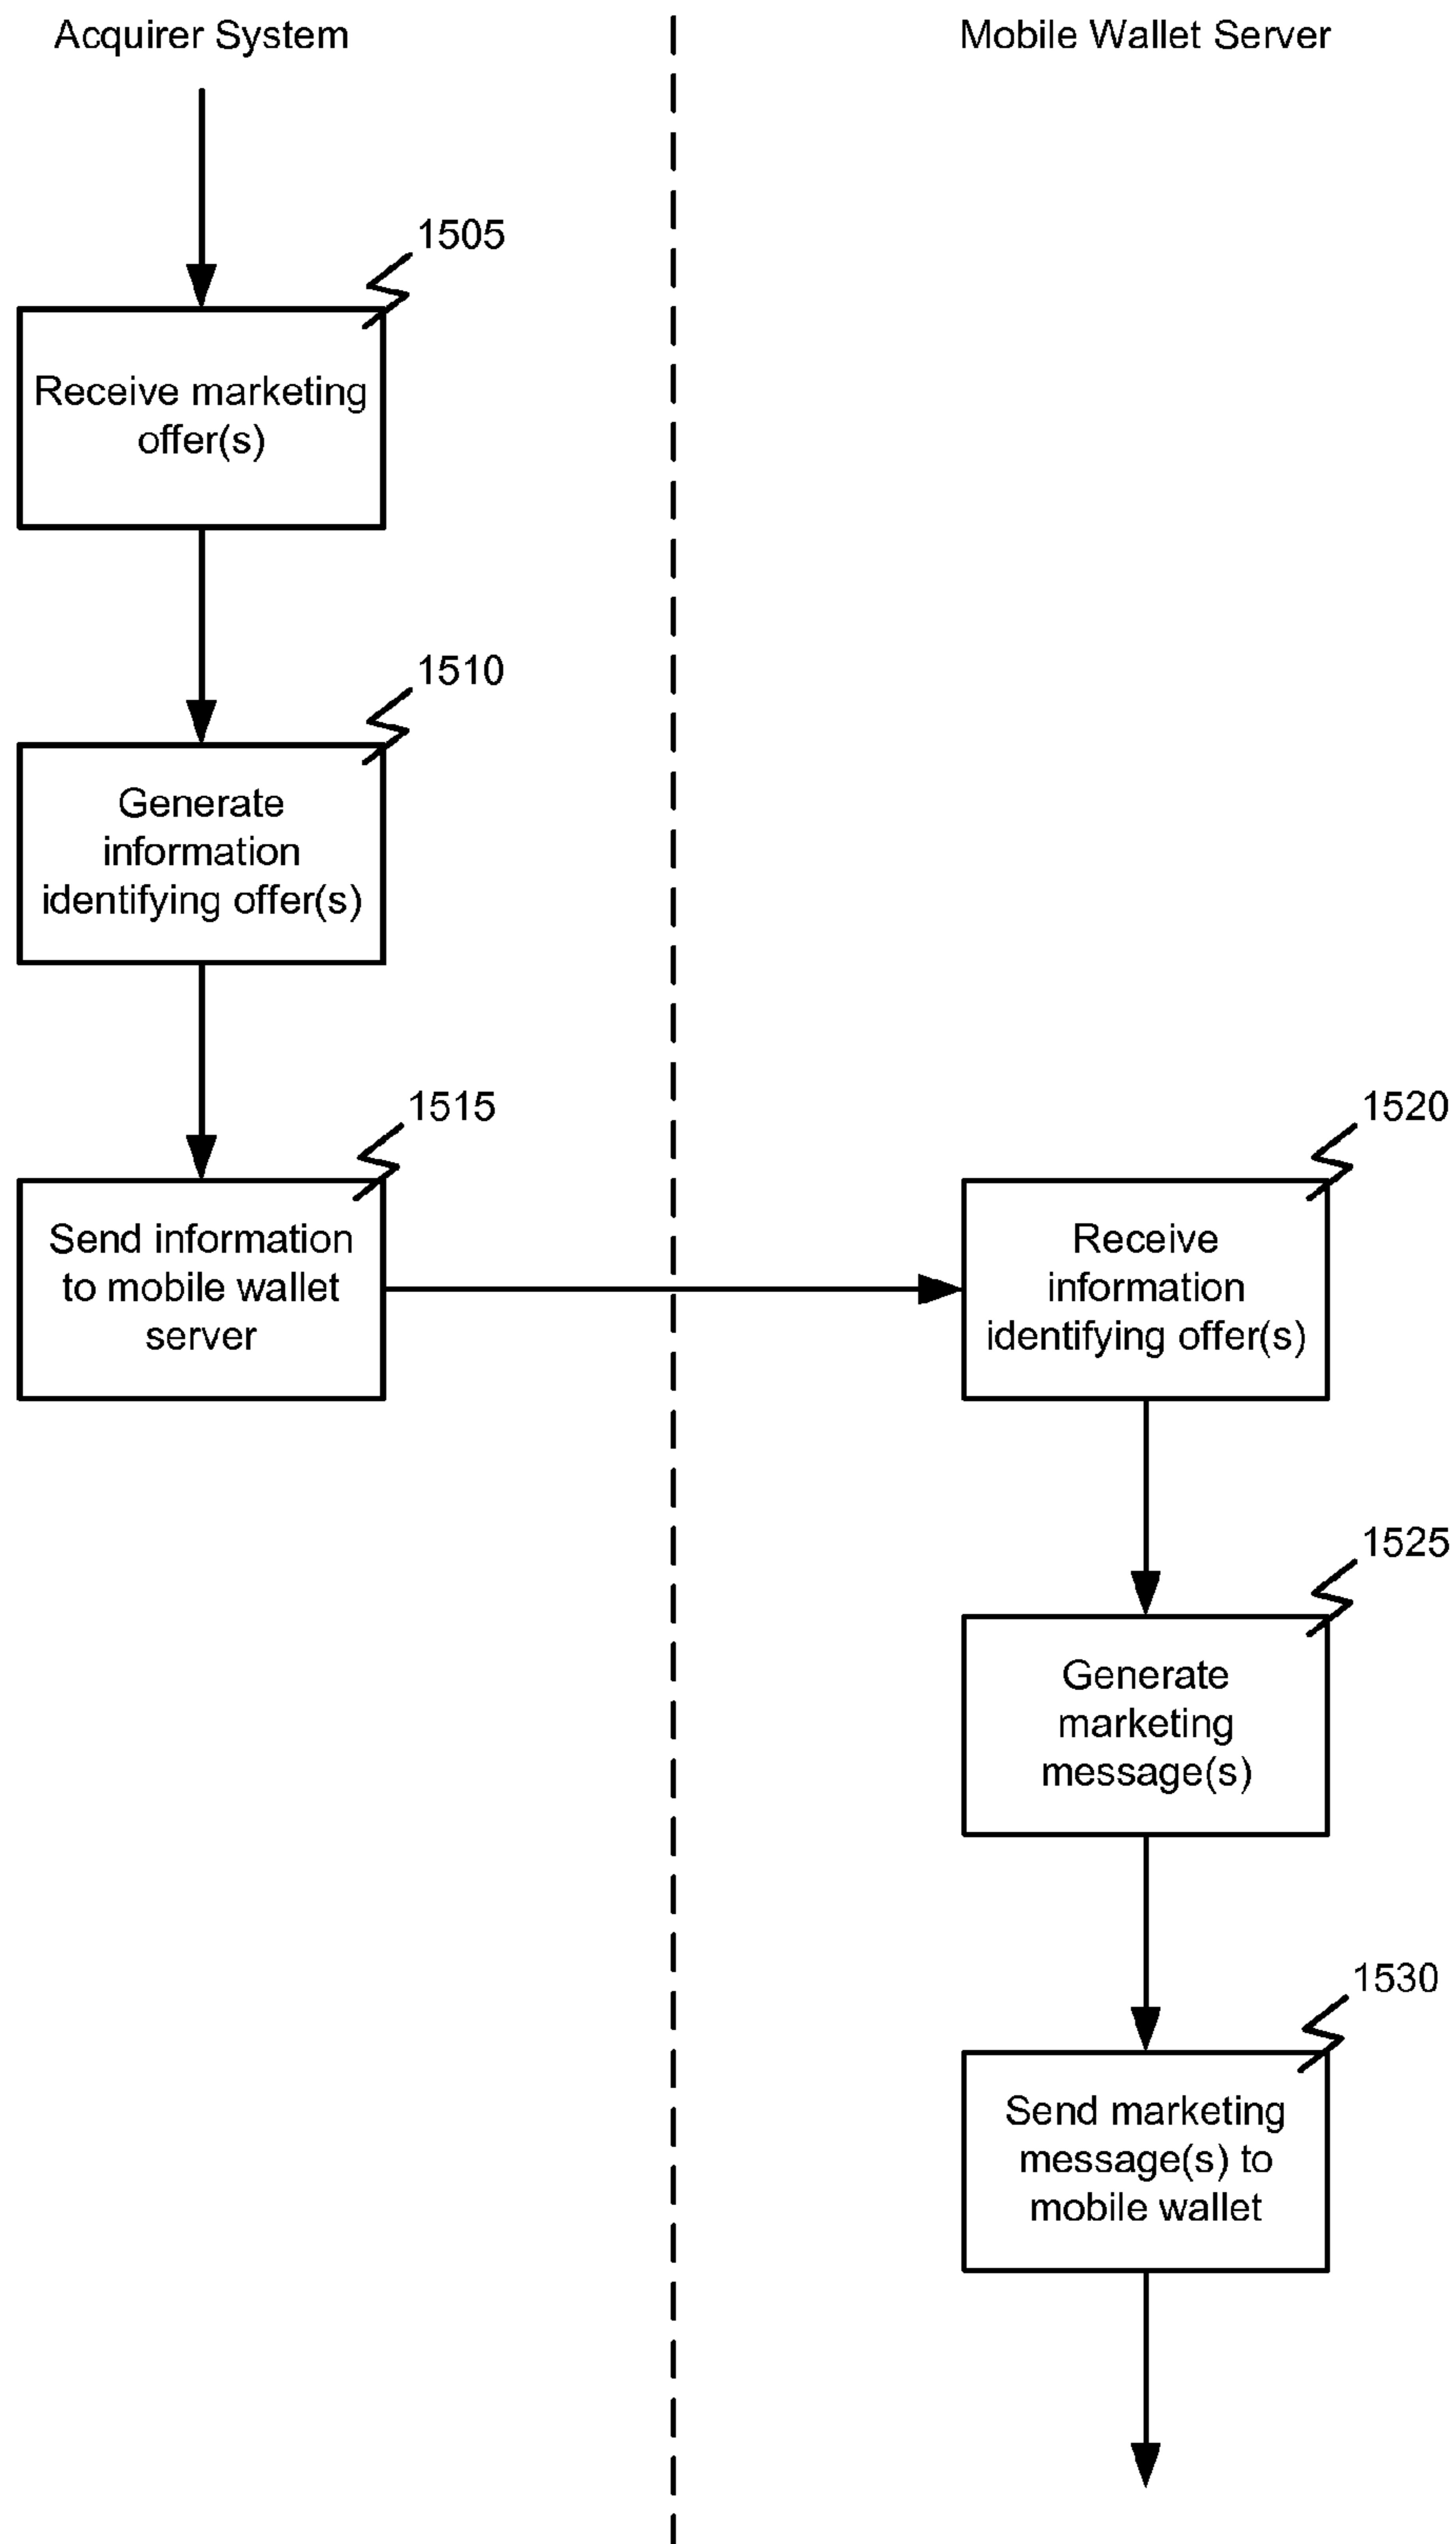 Acquirer System
Mobile Wallet Server
1505
Receive marketing
offer(s)
1510
Generate
information
identifying offer(s)
1515
Send information
to mobile wallet
server
1520
Receive
information
identifying offer(s)
1525
Generate
marketing
message(s)
1530
Send marketing
message(s) to
mobile wallet